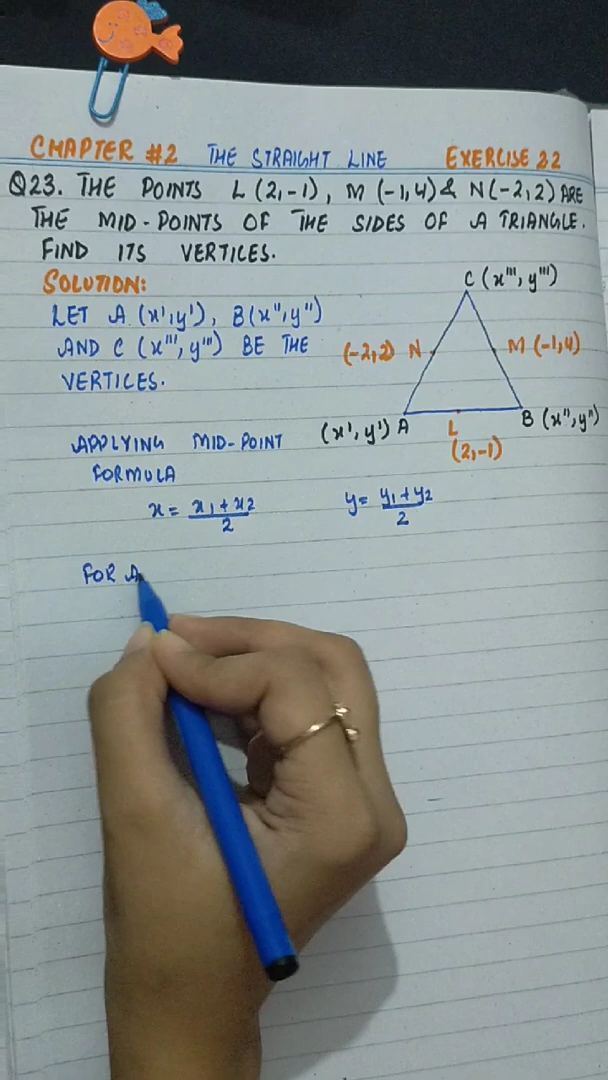 CHAPTER #2 THE STRAIGHT LINE EXERCISE 2.2
Q23. THE POINTS L (2,-1), M (-1,4) & N (-2,2) ARE
THE MID-POINTS OF THE SIDES OF A TRIANGLE.
FIND ITS VERTICES.
SOLUTION:
LET A (x',y'), B(x",y")
AND C (x"',y"') BE THE
VERTICES.
C (x"',y"')
(-2,2) N
M (-1,4)
(x',y') A
B (x",y")
L
(2,-1)
APPLYING MID-POINT
FORMULA
x = x₁+x₂/2 y = y₁+y₂/2
FOR A